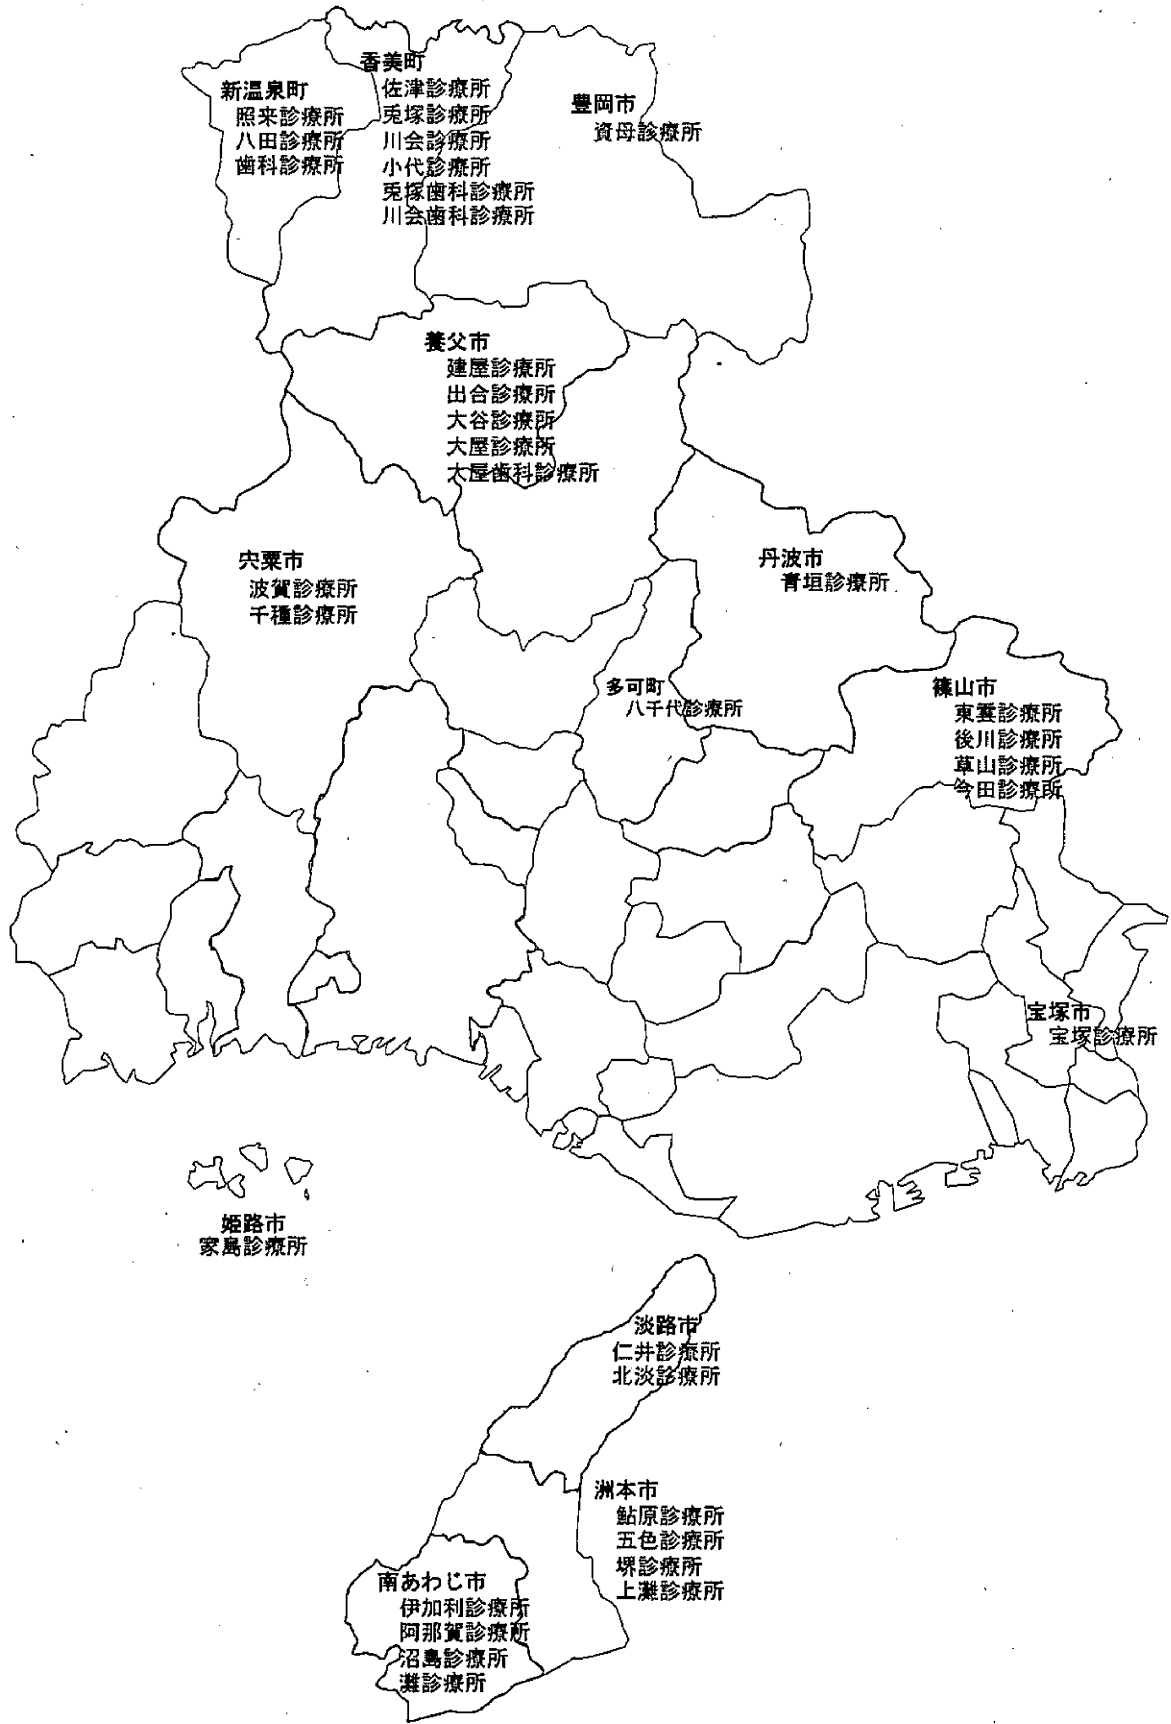 香美町
佐津診療所
兎塚診療所
川会診療所
小代診療所
兎塚歯科診療所
川会歯科診療所
新温泉町
照来診療所
八田診療所
歯科診療所
豊岡市
資母診療所
養父市
建屋診療所
出合診療所
大谷診療所
大屋診療所
大屋歯科診療所
宍粟市
波賀診療所
千種診療所
丹波市
青垣診療所
多可町
八千代診療所
篠山市
東雲診療所
後川診療所
草山診療所
今田診療所
宝塚市
宝塚診療所
姫路市
家島診療所
淡路市
仁井診療所
北淡診療所
洲本市
鮎原診療所
五色診療所
堺診療所
上灘診療所
南あわじ市
伊加利診療所
阿那賀診療所
沼島診療所
灘診療所